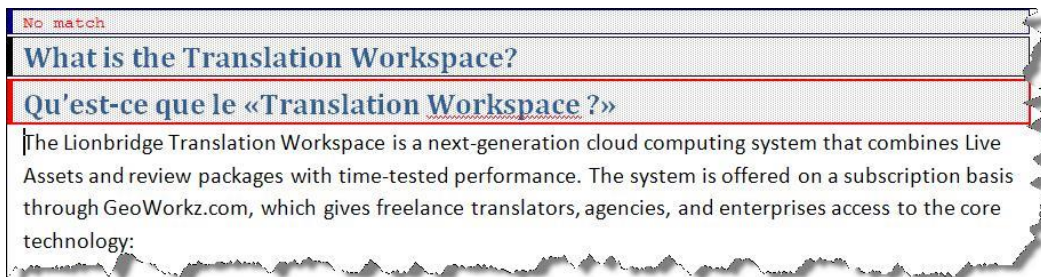 No match
What is the Translation Workspace?
Qu’est-ce que le «Translation Workspace ?»
The Lionbridge Translation Workspace is a next-generation cloud computing system that combines Live
Assets and review packages with time-tested performance. The system is offered on a subscription basis
through GeoWorkz.com, which gives freelance translators, agencies, and enterprises access to the core
technology: